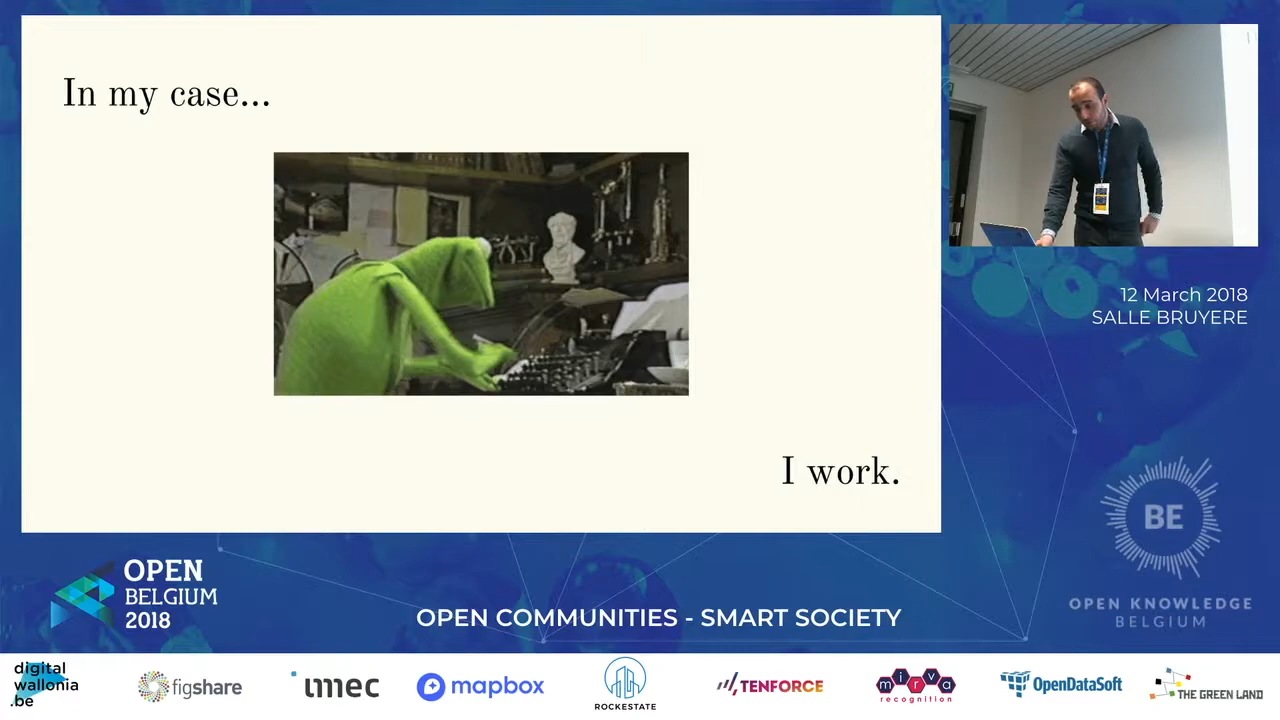 In my case...
I work.
12 March 2018
SALLE BRUYERE
BE
OPEN KNOWLEDGE
BELGIUM
OPEN
BELGIUM
2018
OPEN COMMUNITIES - SMART SOCIETY
digital
wallonia
.be
figshare
imec
mapbox
ROCKESTATE
TENFORCE
mirva
recognition
OpenDataSoft
THE GREEN LAND